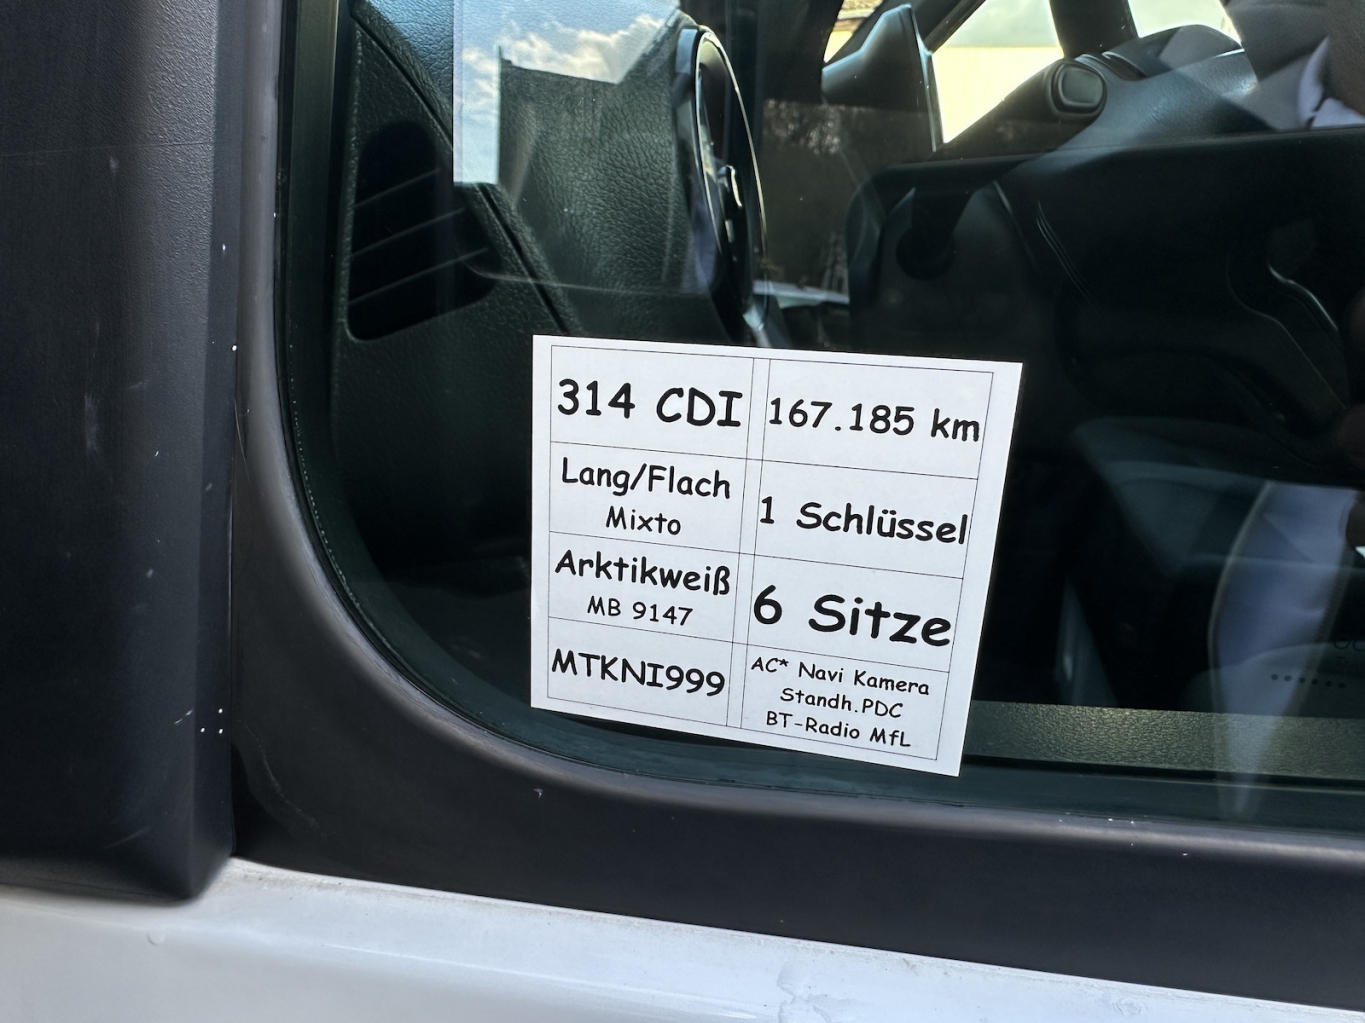 314 CDI
167.185 km
Lang/Flach
Mixto
1 Schlüssel
Arktikweiß
MB 9147
6 Sitze
MTKNI999
AC* Navi Kamera
Standh.PDC
BT-Radio MfL